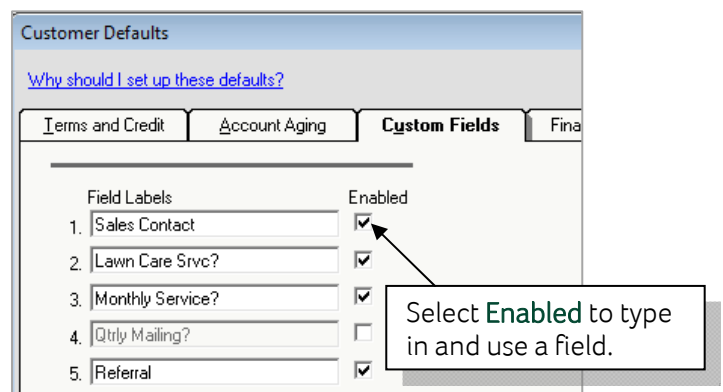 Customer Defaults
Why should I set up these defaults?
Terms and Credit Account Aging Custom Fields Fina
Field Labels Enabled
1. Sales Contact
2. Lawn Care Srvc?
3. Monthly Service?
4. Qtrly Mailing?
5. Referral
Select Enabled to type
in and use a field.